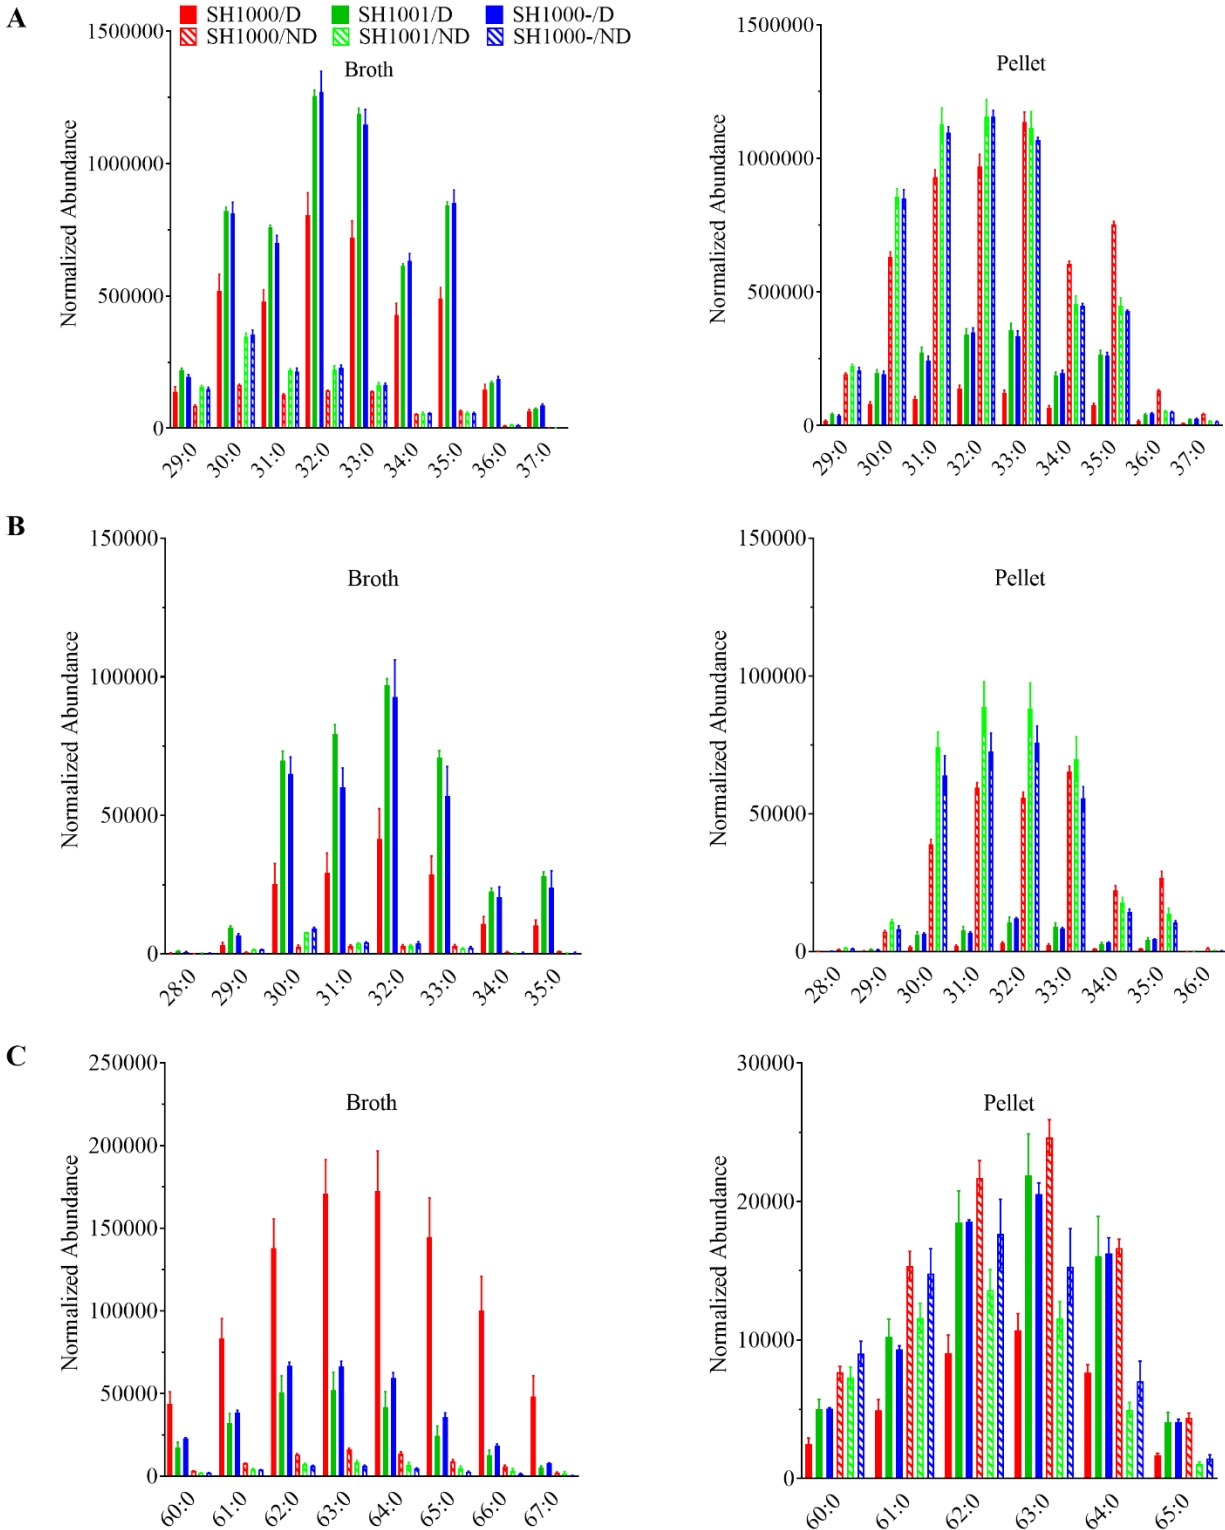 A
SH1000/D SH1001/D SH1000-/D
SH1000/ND SH1001/ND SH1000-/ND
Broth
Normalized Abundance
1500000
1000000
500000
0
29:0 30:0 31:0 32:0 33:0 34:0 35:0 36:0 37:0
Pellet
Normalized Abundance
1500000
1000000
500000
0
29:0 30:0 31:0 32:0 33:0 34:0 35:0 36:0 37:0
B
Broth
Normalized Abundance
150000
100000
50000
0
28:0 29:0 30:0 31:0 32:0 33:0 34:0 35:0
Pellet
Normalized Abundance
150000
100000
50000
0
28:0 29:0 30:0 31:0 32:0 33:0 34:0 35:0 36:0
C
Broth
Normalized Abundance
250000
200000
150000
100000
50000
0
60:0 61:0 62:0 63:0 64:0 65:0 66:0 67:0
Pellet
Normalized Abundance
30000
20000
10000
0
60:0 61:0 62:0 63:0 64:0 65:0